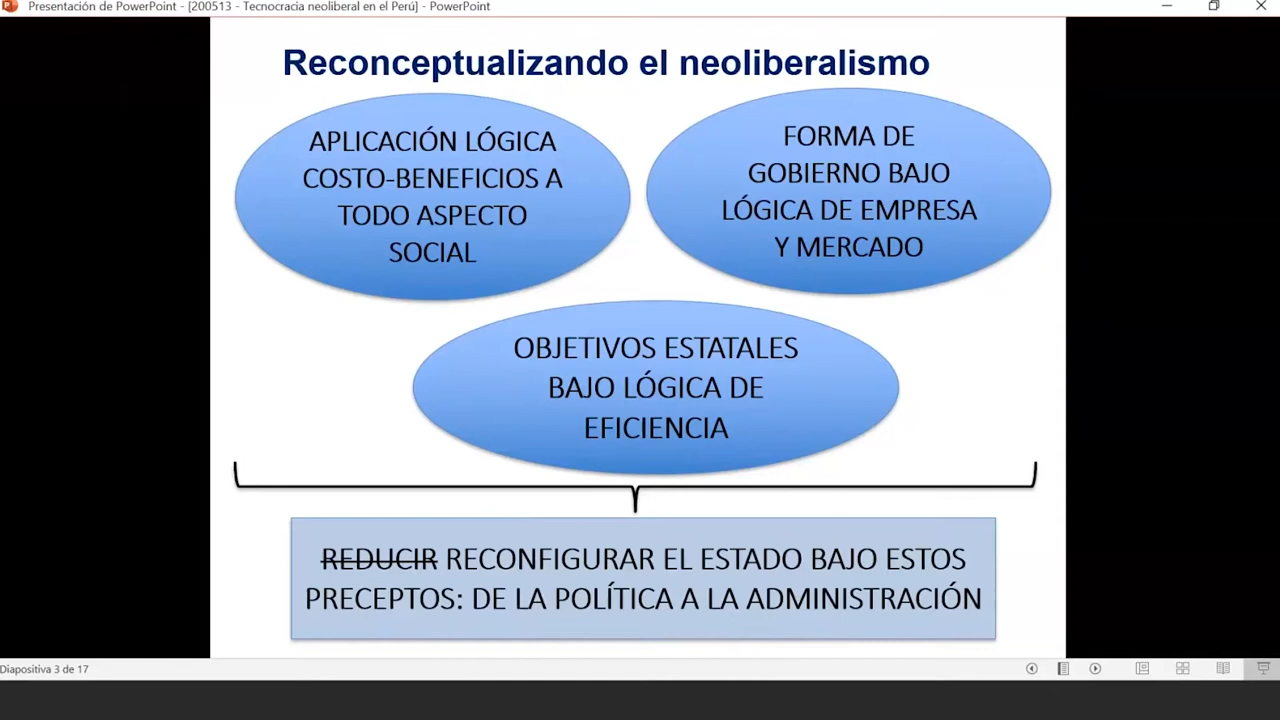 Presentación de PowerPoint - [200513 - Tecnocracia neoliberal en el Perú] - PowerPoint
Reconceptualizando el neoliberalismo
APLICACIÓN LÓGICA
COSTO-BENEFICIOS A
TODO ASPECTO
SOCIAL
FORMA DE
GOBIERNO BAJO
LÓGICA DE EMPRESA
Y MERCADO
OBJETIVOS ESTATALES
BAJO LÓGICA DE
EFICIENCIA
REDUCIR RECONFIGURAR EL ESTADO BAJO ESTOS
PRECEPTOS: DE LA POLÍTICA A LA ADMINISTRACIÓN
Diapositiva 3 de 17